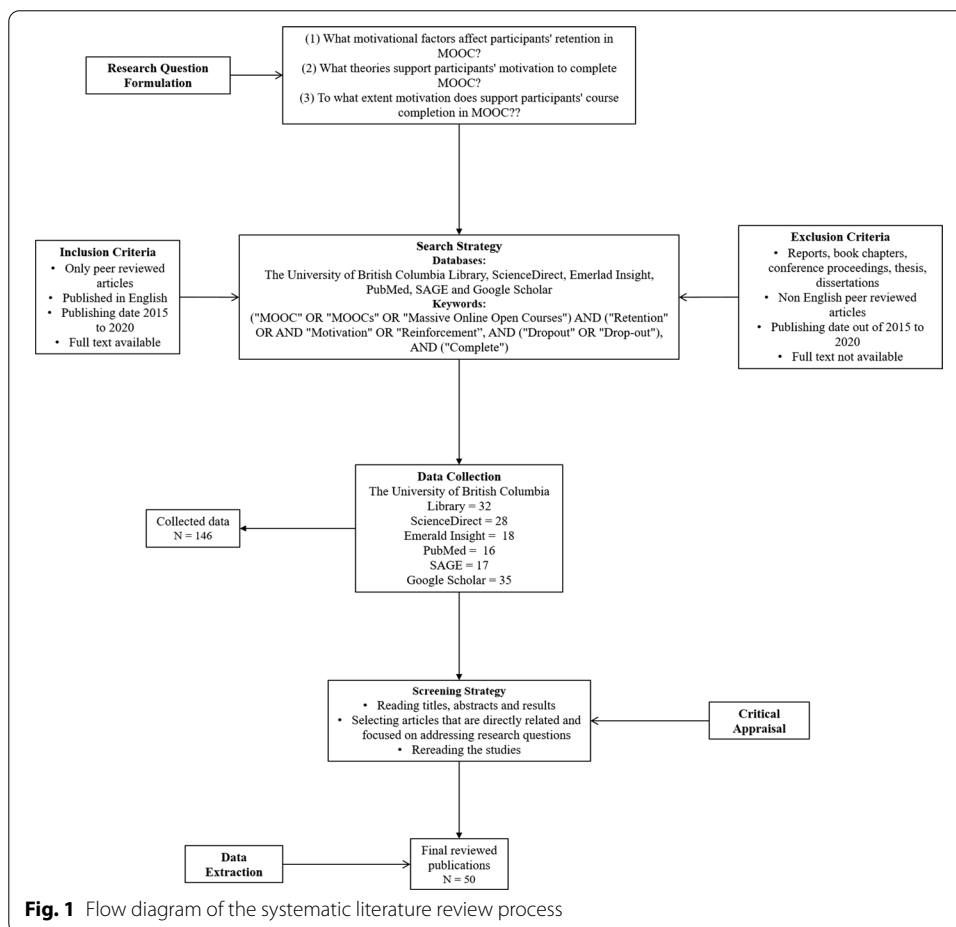 Research Question
Formulation
(1) What motivational factors affect participants' retention in
MOOC?
(2) What theories support participants' motivation to complete
MOOC?
(3) To what extent motivation does support participants' course
completion in MOOC??
Inclusion Criteria
• Only peer reviewed
articles
• Published in English
• Publishing date 2015
to 2020
• Full text available
Search Strategy
Databases:
The University of British Columbia Library, ScienceDirect, Emerlad Insight,
PubMed, SAGE and Google Scholar
Keywords:
("MOOC" OR "MOOCs" OR "Massive Online Open Courses") AND ("Retention"
OR AND "Motivation" OR "Reinforcement”, AND ("Dropout" OR "Drop-out"),
AND ("Complete")
Exclusion Criteria
• Reports, book chapters,
conference proceedings, thesis,
dissertations
• Non English peer reviewed
articles
• Publishing date out of 2015 to
2020
• Full text not available
Data Collection
The University of British Columbia
Library = 32
ScienceDirect = 28
Emerald Insight = 18
PubMed = 16
SAGE = 17
Google Scholar = 35
Collected data
N = 146
Screening Strategy
• Reading titles, abstracts and results
• Selecting articles that are directly related and
focused on addressing research questions
• Rereading the studies
Critical
Appraisal
Data
Extraction
Final reviewed
publications
N = 50
Fig. 1 Flow diagram of the systematic literature review process